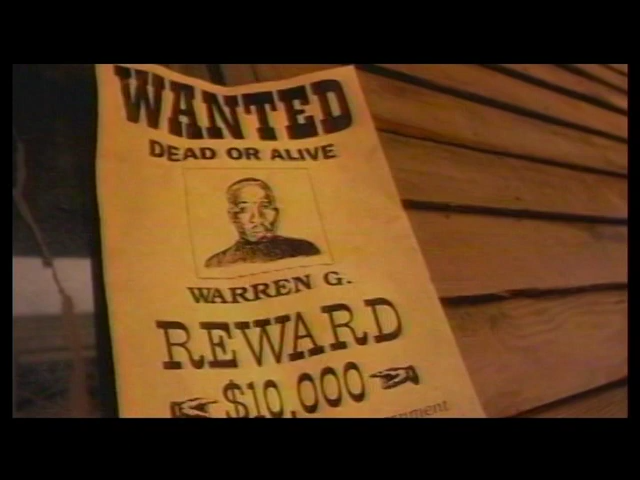 WANTED
DEAD OR ALIVE
WARREN G.
REWARD
$10,000